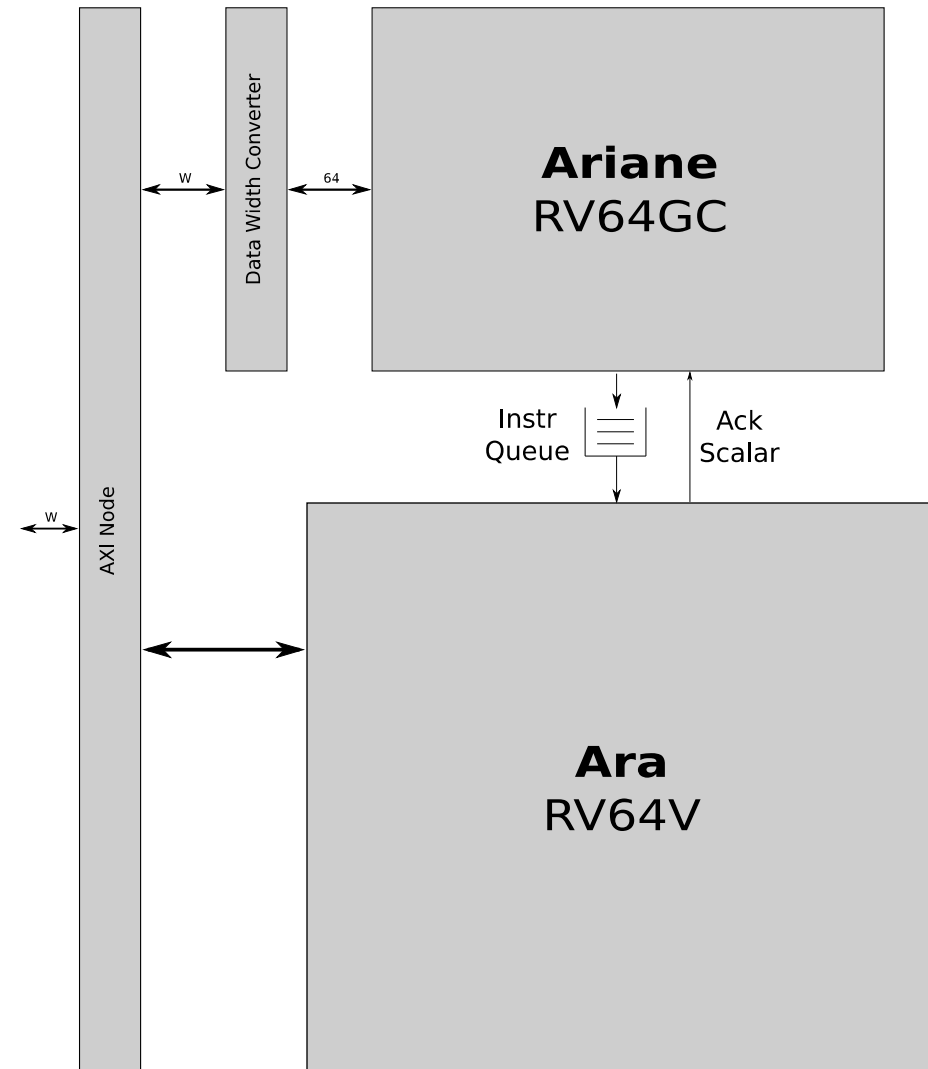 Data Width Converter
Ariane
RV64GC
W
64
Instr
Queue
Ack
Scalar
AXI Node
W
Ara
RV64V